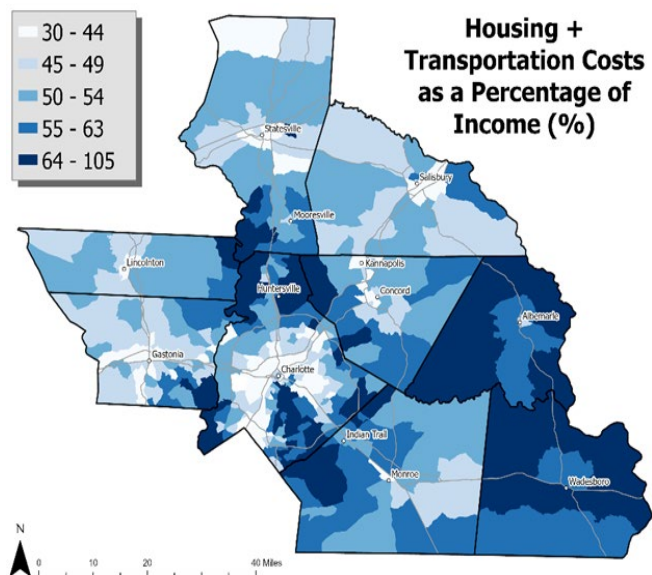 30 - 44
45 - 49
50 - 54
55 - 63
64 - 105
Housing +
Transportation Costs
as a Percentage of
Income (%)
Statesville
Salisbury
Mooresville
Lincolnton
Kannapolis
Huntersville
Concord
Albemarle
Gastonia
Charlotte
Indian Trail
Monroe
Wadesboro
N
0 10 20 40 Miles